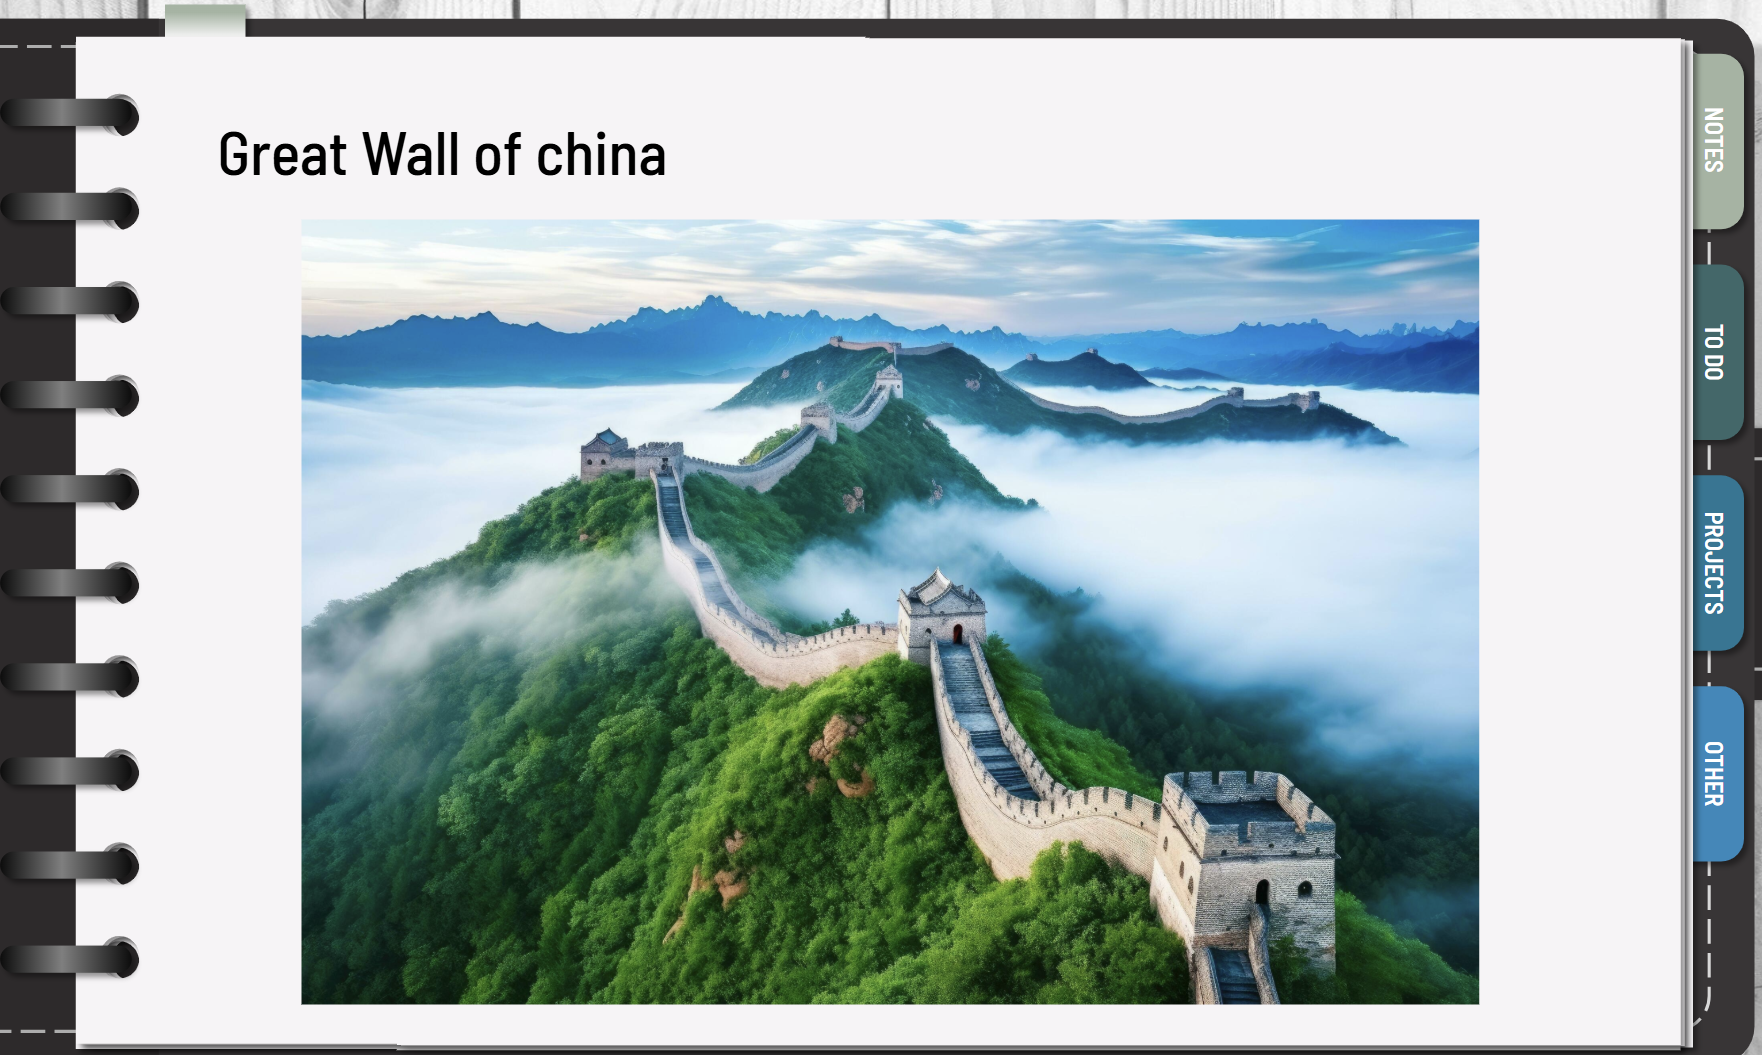 Great Wall of china
NOTES
TO DO
PROJECTS
OTHER